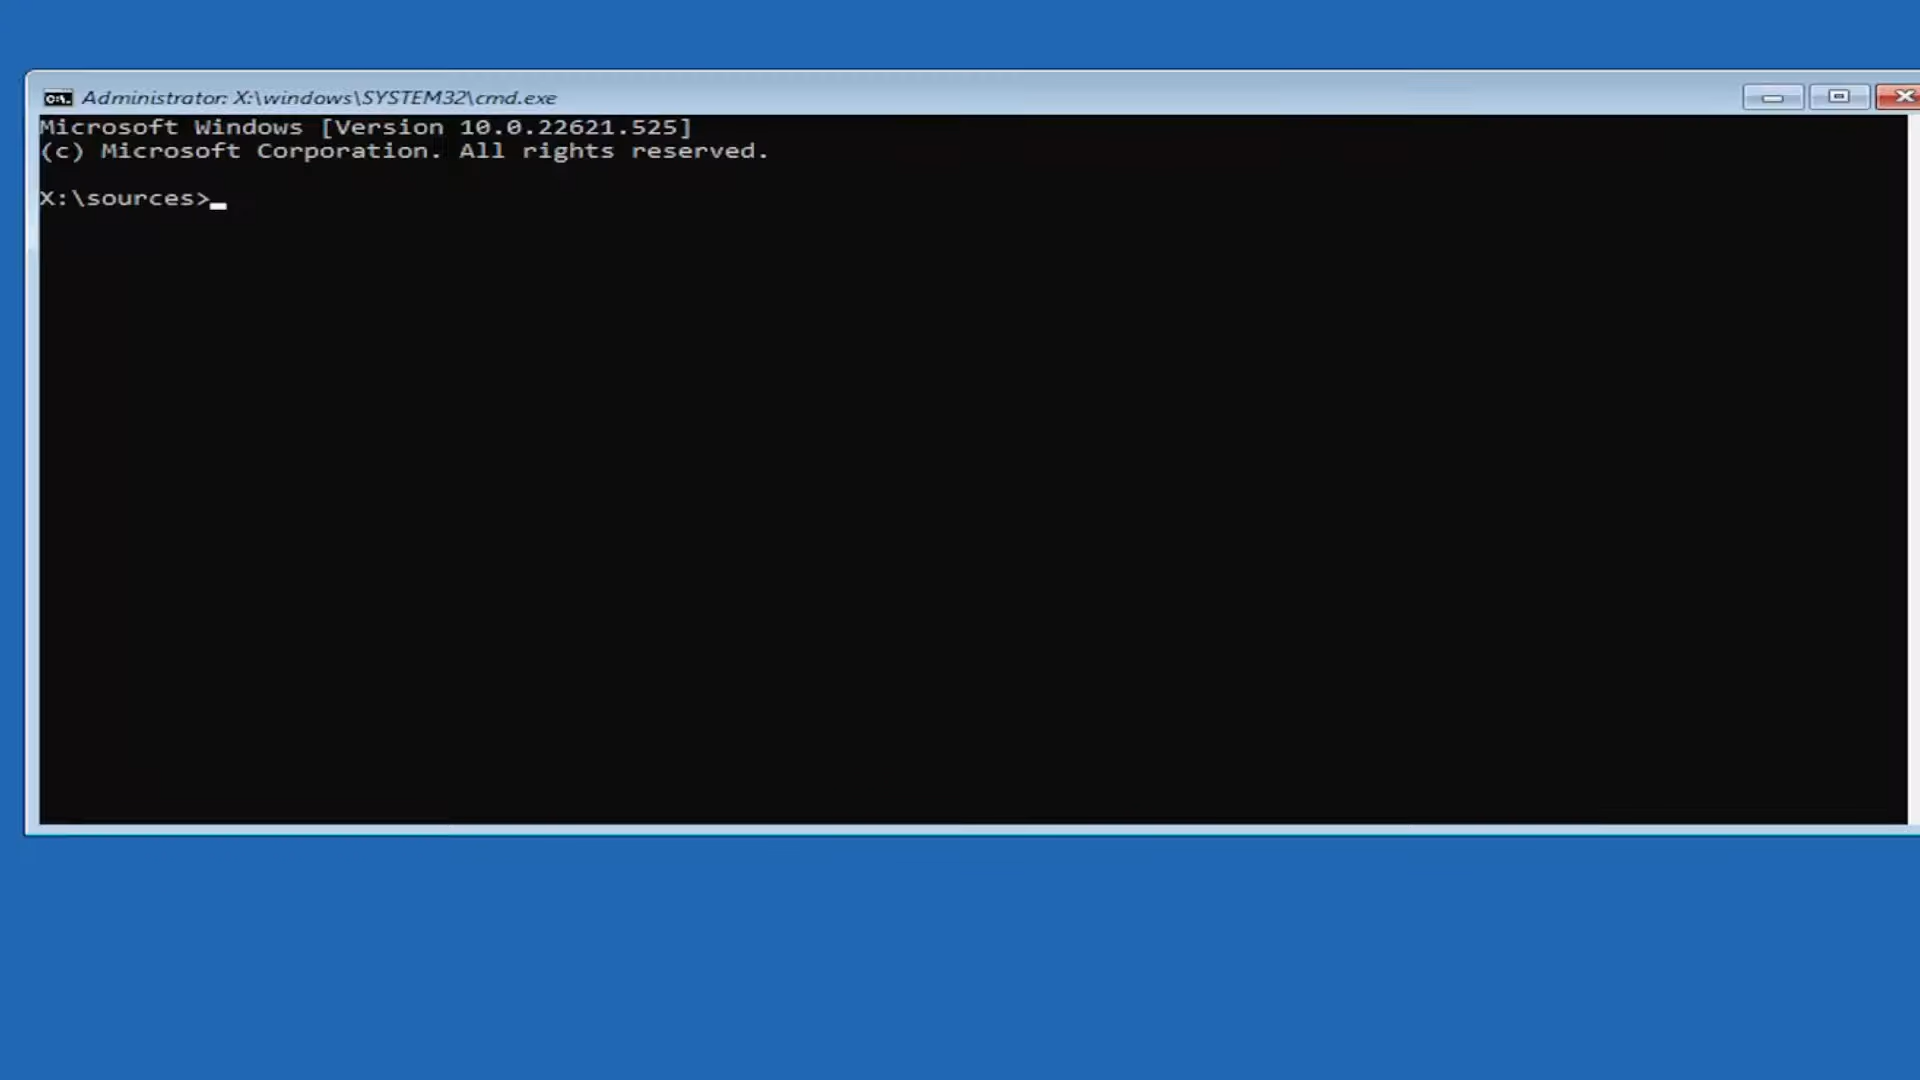 Administrator: X:\windows\SYSTEM32\cmd.exe
Microsoft Windows [Version 10.0.22621.525]
(c) Microsoft Corporation. All rights reserved.
X:\sources>